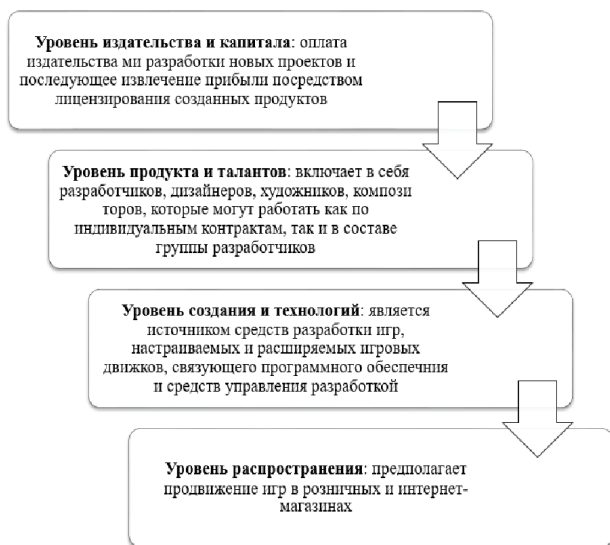 Уровень издательства и капитала: оплата
издательства ми разработки новых проектов и
последующее извлечение прибыли посредством
лицензирования созданных продуктов
Уровень продукта и талантов: включает в себя
разработчиков, дизайнеров, художников, компози
торов, которые могут работать как по
индивидуальным контрактам, так и в составе
группы разработчиков
Уровень создания и технологий: является
источником средств разработки игр,
настраиваемых и расширяемых игровых
движков, связующего программного обеспечния
и средств управления разработкой
Уровень распространения: предполагает
продвижение игр в розничных и интернет-
магазинах